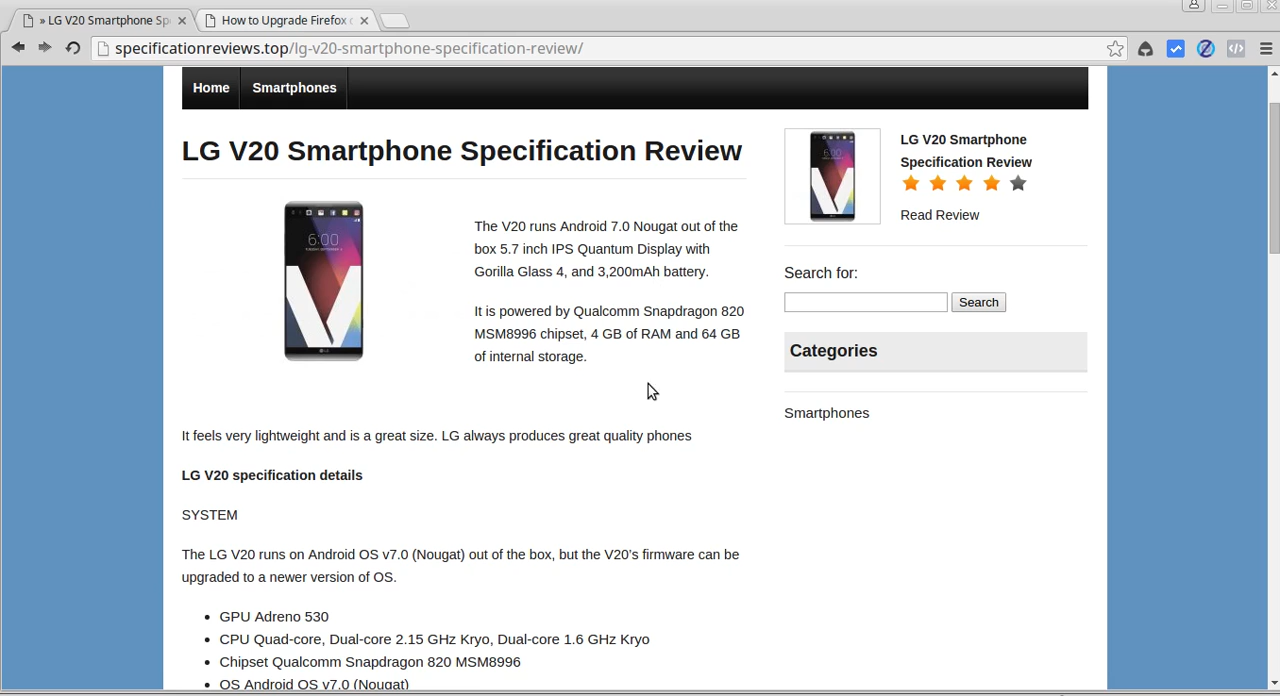 » LG V20 Smartphone Sp
How to Upgrade Firefox
specificationreviews.top/lg-v20-smartphone-specification-review/
Home
Smartphones
LG V20 Smartphone Specification Review
6:00
The V20 runs Android 7.0 Nougat out of the
box 5.7 inch IPS Quantum Display with
Gorilla Glass 4, and 3,200mAh battery.
It is powered by Qualcomm Snapdragon 820
MSM8996 chipset, 4 GB of RAM and 64 GB
of internal storage.
It feels very lightweight and is a great size. LG always produces great quality phones
LG V20 specification details
SYSTEM
The LG V20 runs on Android OS v7.0 (Nougat) out of the box, but the V20’s firmware can be
upgraded to a newer version of OS.
• GPU Adreno 530
• CPU Quad-core, Dual-core 2.15 GHz Kryo, Dual-core 1.6 GHz Kryo
• Chipset Qualcomm Snapdragon 820 MSM8996
• OS Android OS v7.0 (Nougat)
6:00
LG V20 Smartphone
Specification Review
Read Review
Search for:
Search
Categories
Smartphones